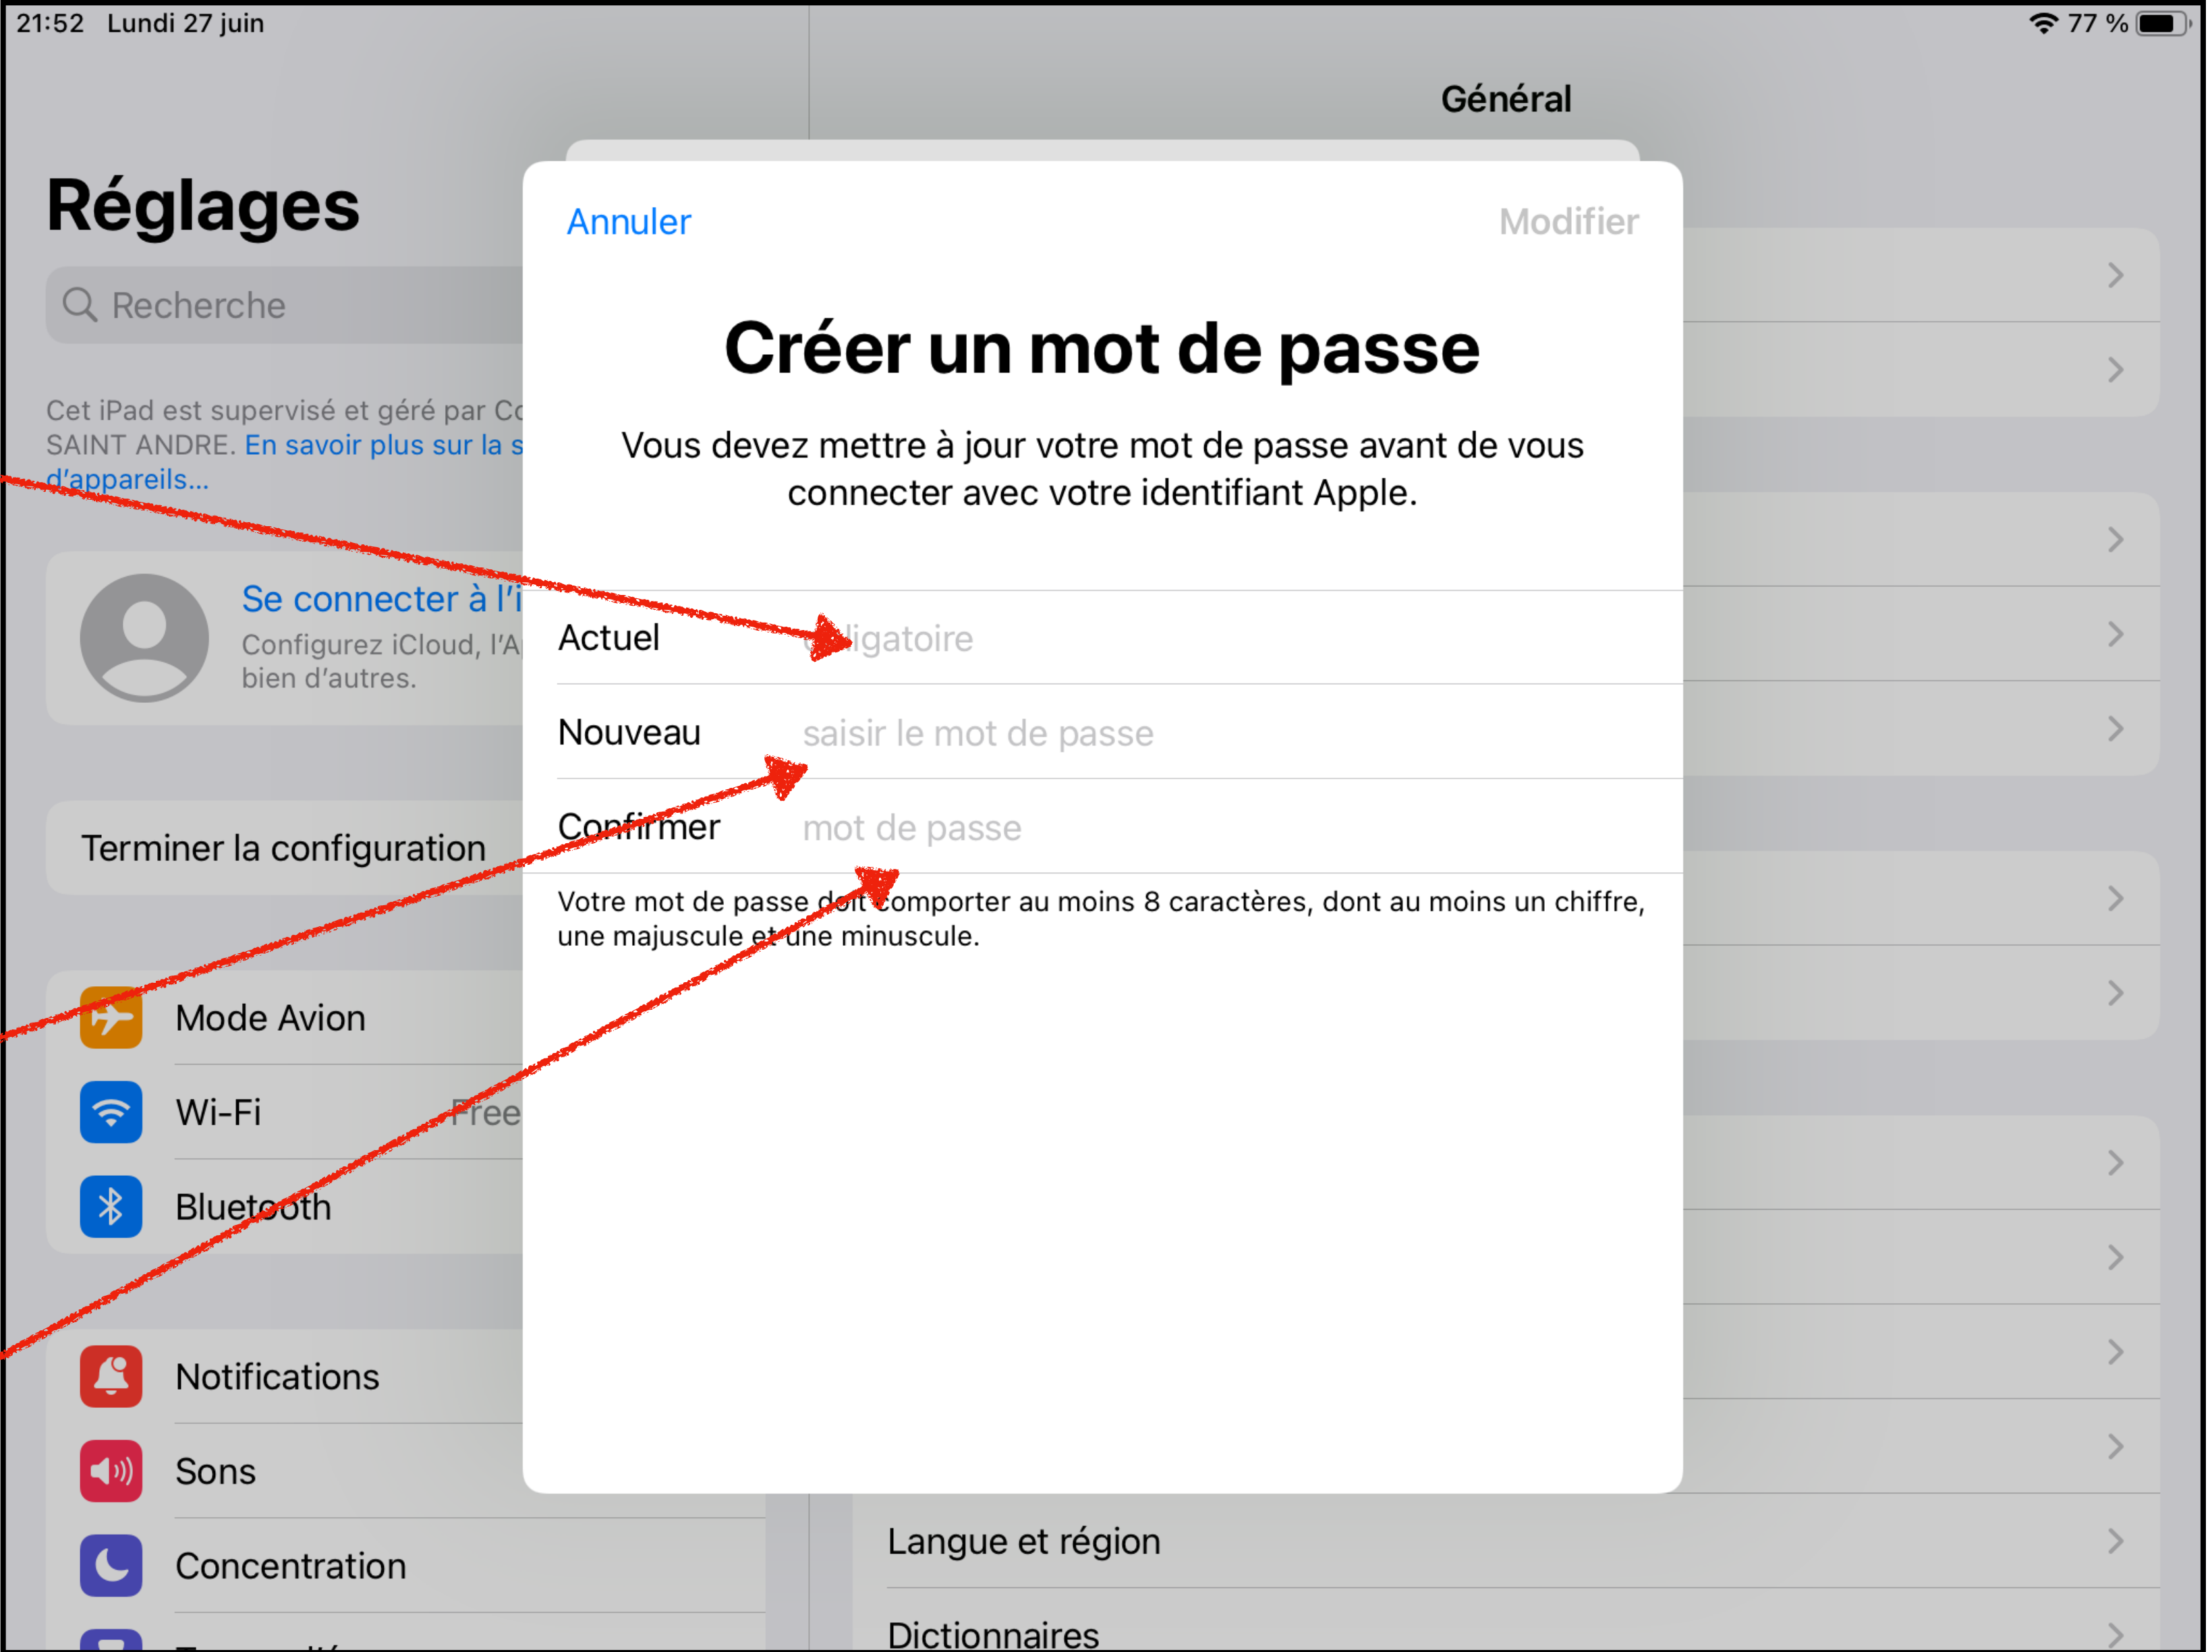 21:52 Lundi 27 juin
77 %
Réglages
Recherche
Cet iPad est supervisé et géré par
SAINT ANDRE. En savoir plus sur la
d'appareils...
Se connecter à
Configurez iCloud,
bien d'autres.
Terminer la configuration
Mode Avion
Wi-Fi Free
Bluetooth
Notifications
Sons
Concentration
Général
Annuler
Modifier
Créer un mot de passe
Vous devez mettre à jour votre mot de passe avant de vous
connecter avec votre identifiant Apple.
Actuel obligatoire
Nouveau saisir le mot de passe
Confirmer mot de passe
Votre mot de passe doit comporter au moins 8 caractères, dont au moins un chiffre,
une majuscule et une minuscule.
Langue et région
Dictionnaires